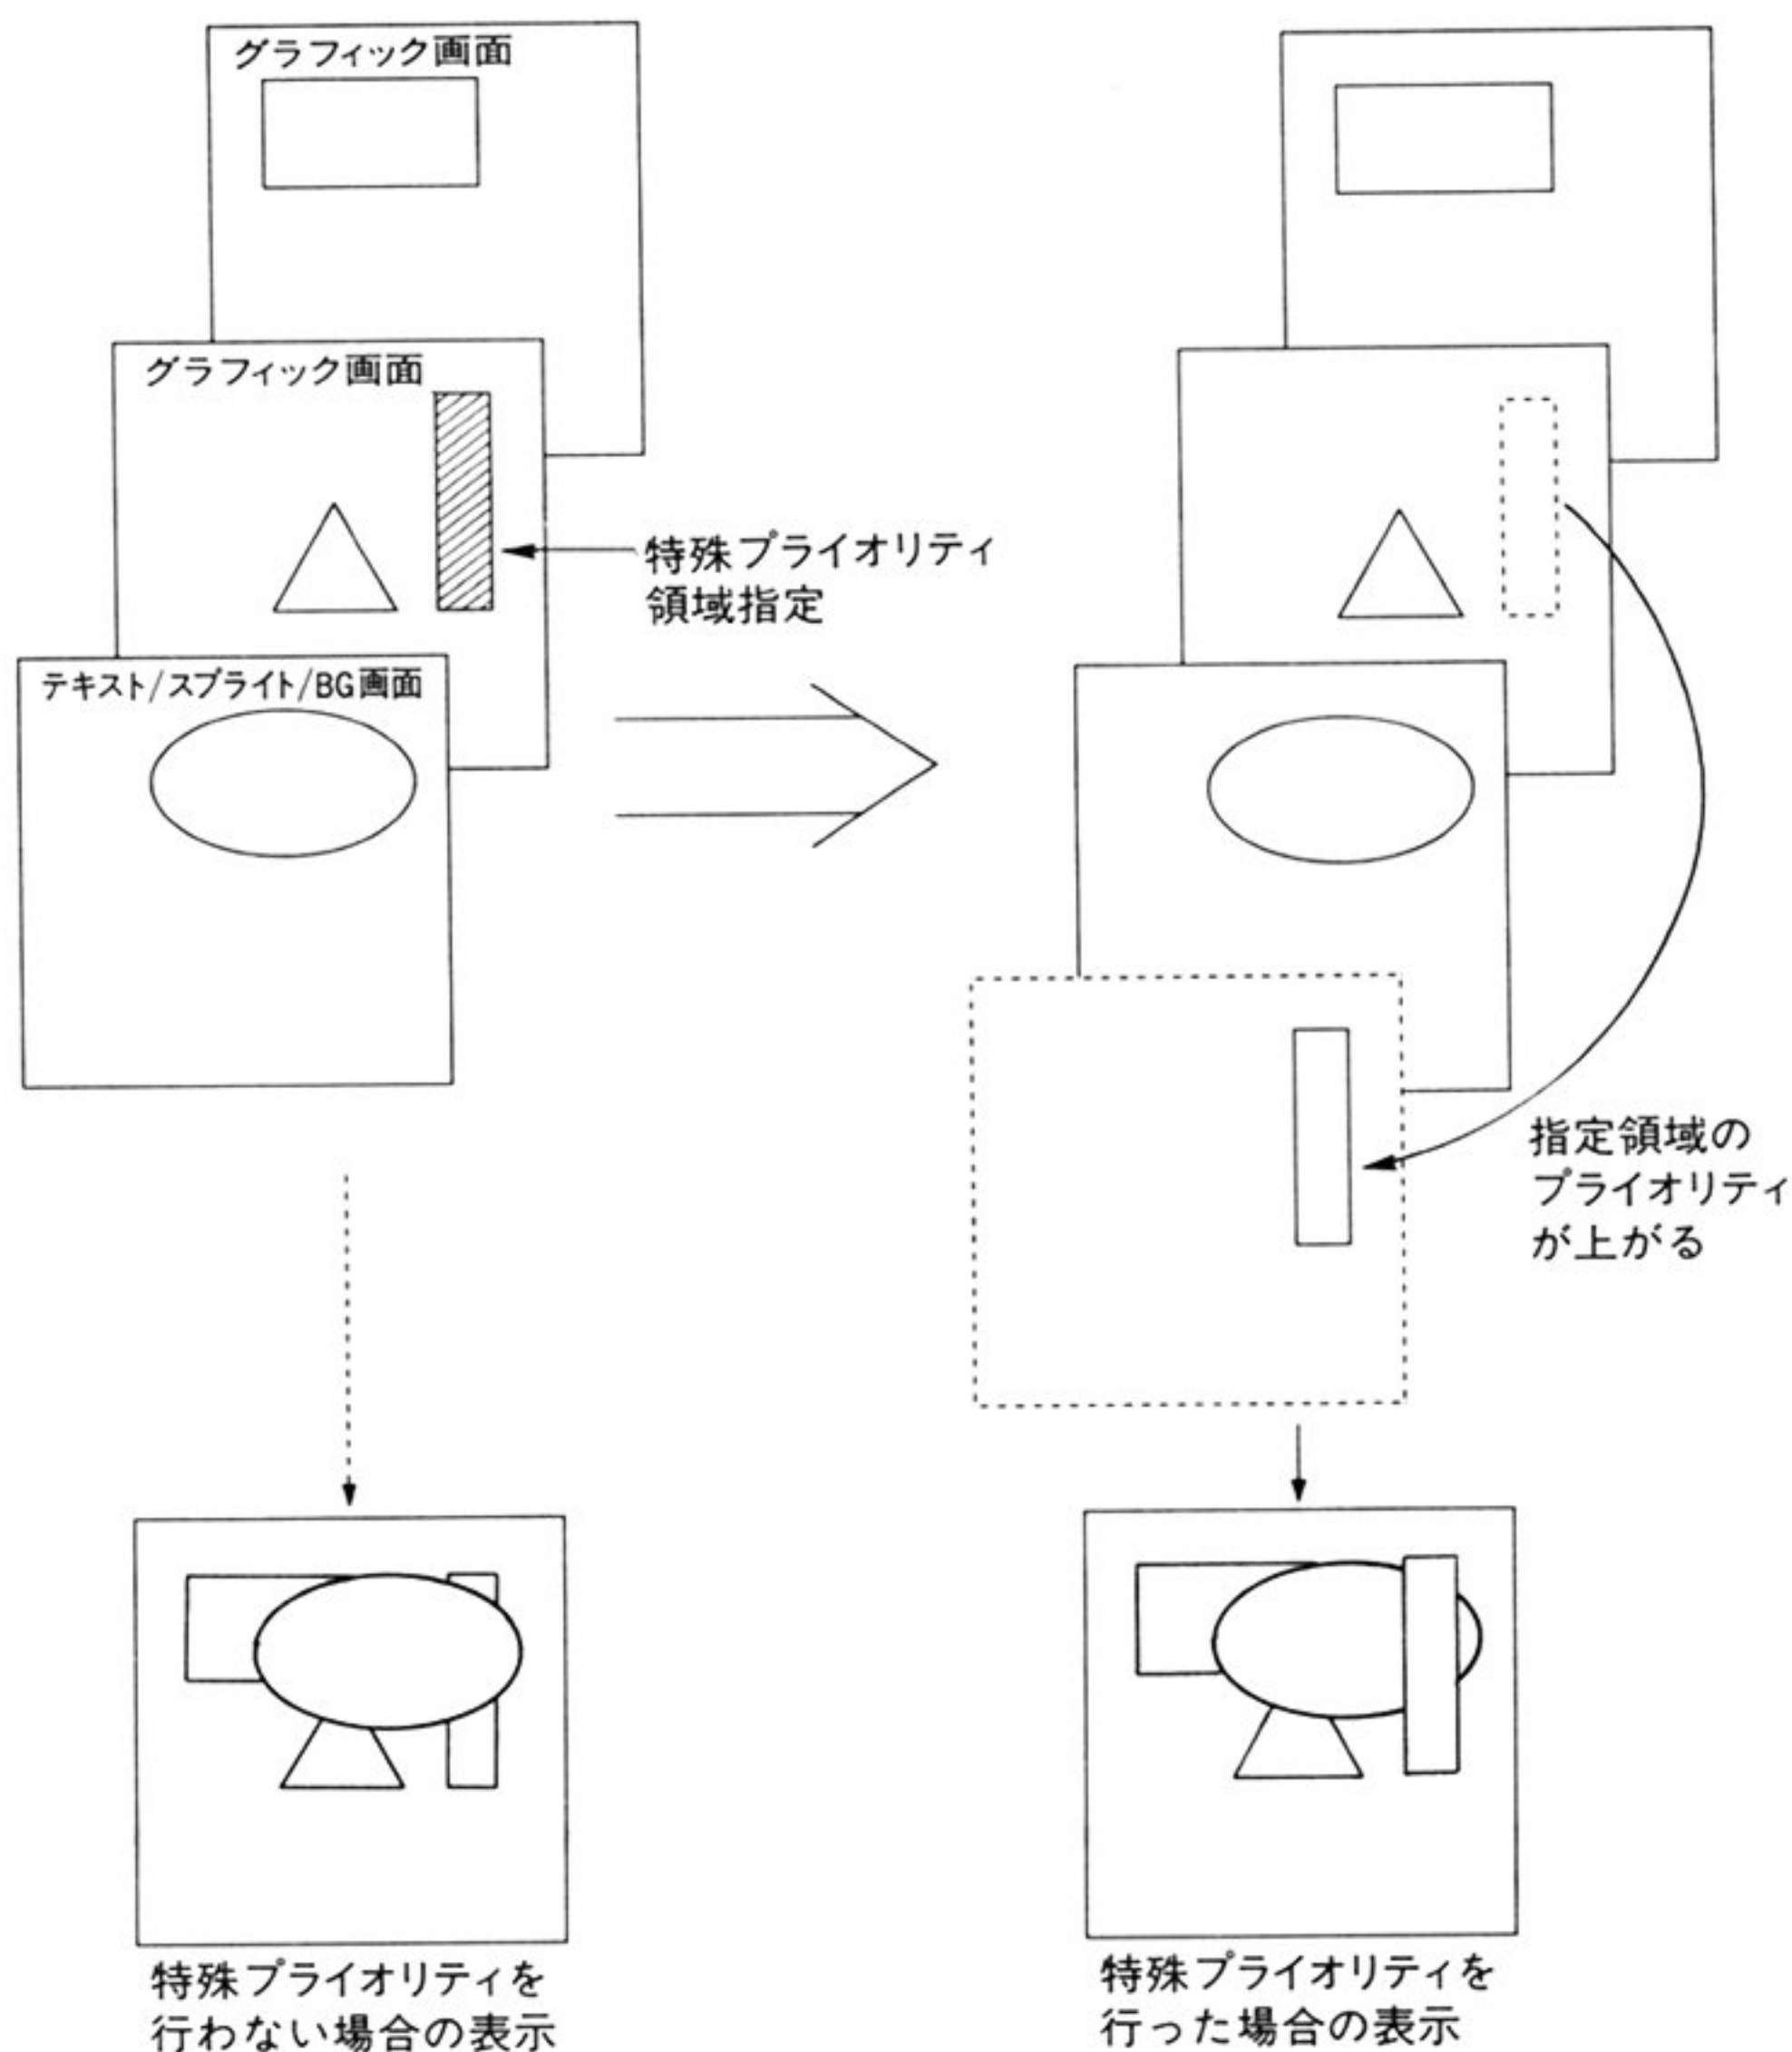 グラフィック画面
グラフィック画面
特殊プライオリティ
領域指定
テキスト/スプライト/BG画面
指定領域の
プライオリティ
が上がる
特殊プライオリティを
行わない場合の表示
特殊プライオリティを
行った場合の表示